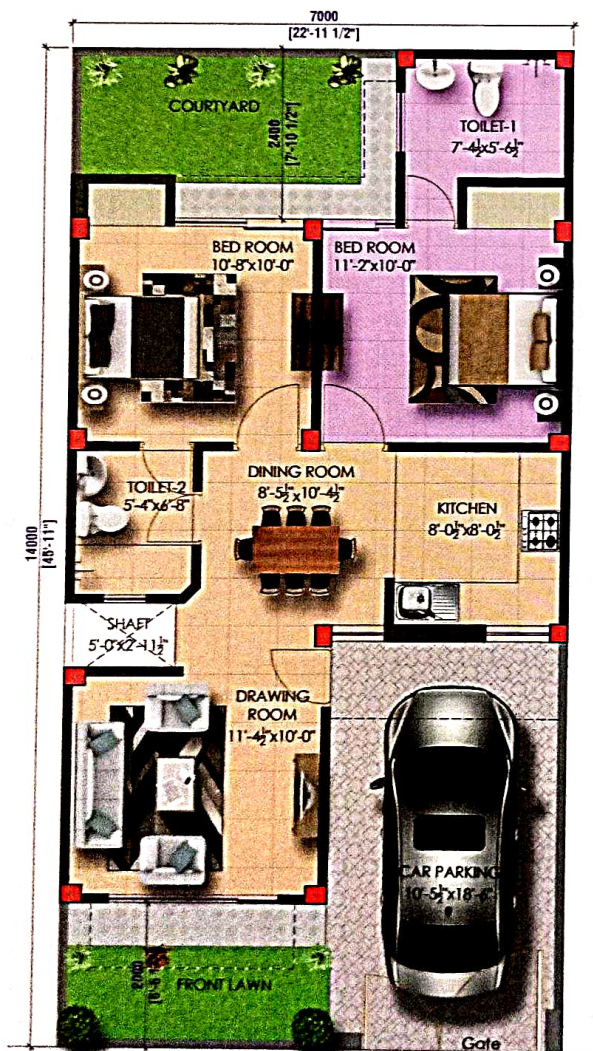 7000
[22'-11 1/2"]
COURTYARD
2400
[7'-10 1/2"]
TOILET-1
7'-4½x5'-6½"
BED ROOM
10'-8"x10'-0"
BED ROOM
11'-2"x10'-0"
14000
[45'-11"]
TOILET-2
5'-4"x6'-8"
DINING ROOM
8'-5½"x10'-4½"
KITCHEN
8'-0½"x8'-0½"
SHAFT
5'-0"x2'-11½"
DRAWING
ROOM
11'-4½"x10'-0"
CAR PARKING
10'-5½"x18'-6"
2000
FRONT LAWN
Gate